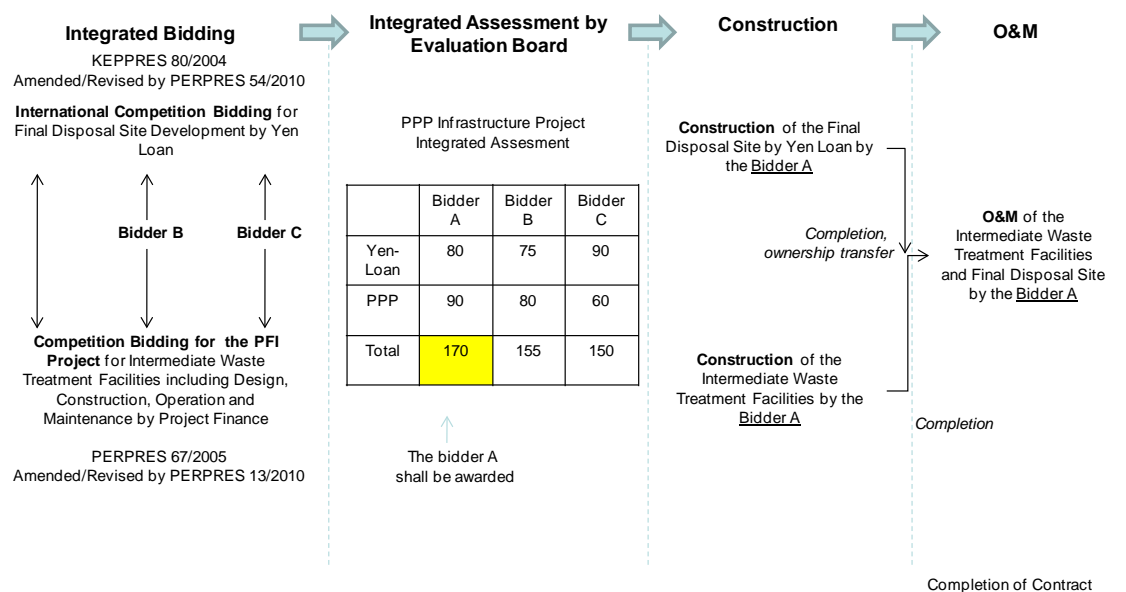 Integrated Bidding
KEPPRES 80/2004
Amended/Revised by PERPRES 54/2010
International Competition Bidding for
Final Disposal Site Development by Yen
Loan
Bidder B
Bidder C
Competition Bidding for the PFI
Project for Intermediate Waste
Treatment Facilities including Design,
Construction, Operation and
Maintenance by Project Finance
PERPRES 67/2005
Amended/Revised by PERPRES 13/2010
Integrated Assessment by
Evaluation Board
PPP Infrastructure Project
Integrated Assesment
Bidder Bidder Bidder
A B C
Yen- 80 75 90
Loan
PPP 90 80 60
Total 170 155 150
The bidder A
shall be awarded
Construction
Construction of the Final
Disposal Site by Yen Loan by
the Bidder A
Completion,
ownership transfer
Construction of the
Intermediate Waste
Treatment Facilities by the
Bidder A
Completion
O&M
O&M of the
Intermediate Waste
Treatment Facilities
and Final Disposal Site
by the Bidder A
Completion of Contract